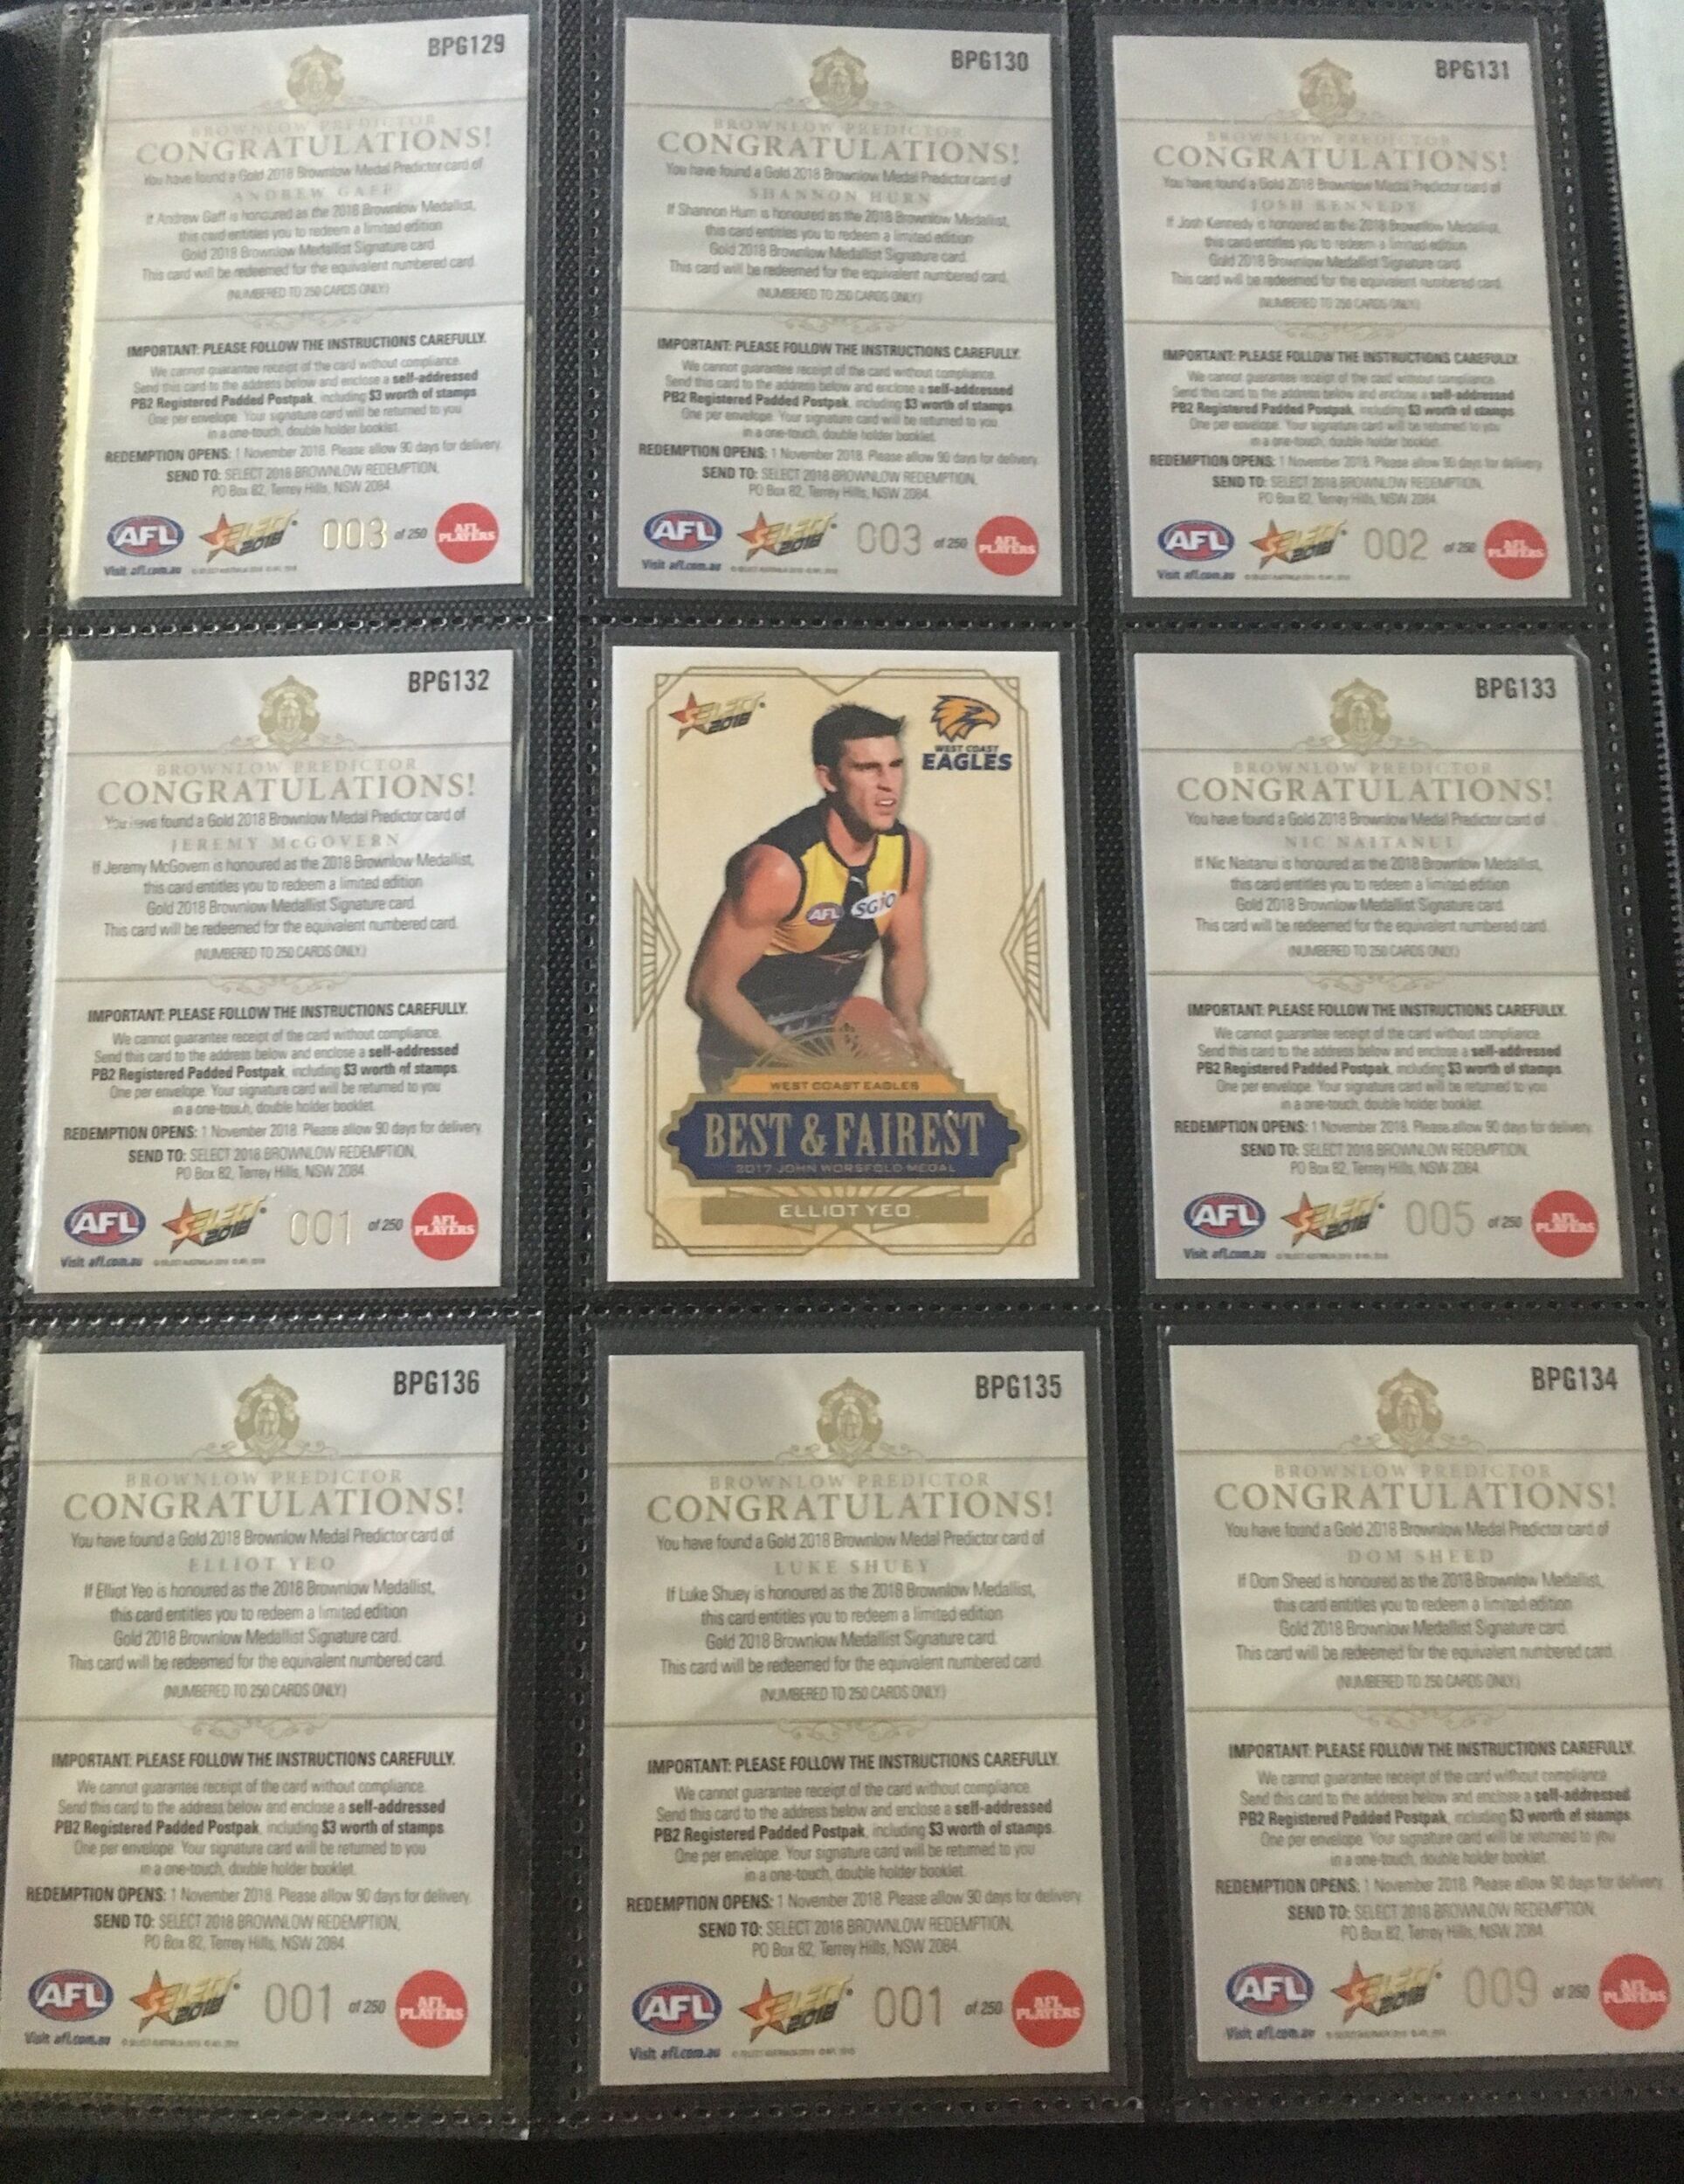 BPG129
BROWNLOW PREDICTOR
CONGRATULATIONS!
You have found a Gold 2018 Brownlow Medal Predictor card of
ANDREW GAFF
If Andrew Gaff is honoured as the 2018 Brownlow Medallist,
this card entitles you to redeem a limited edition
Gold 2018 Brownlow Medallist Signature card.
This card will be redeemed for the equivalent numbered card.
(NUMBERED TO 250 CARDS ONLY)
IMPORTANT: PLEASE FOLLOW THE INSTRUCTIONS CAREFULLY.
We cannot guarantee receipt of the card without compliance.
Send this card to the address below and enclose a self-addressed
PB2 Registered Padded Postpak, including $3 worth of stamps.
One per envelope. Your signature card will be returned to you
in a one-touch, double holder booklet.
REDEMPTION OPENS: 1 November 2018. Please allow 90 days for delivery.
SEND TO: SELECT 2018 BROWNLOW REDEMPTION,
PO Box 82, Terrey Hills, NSW 2084.
AFL SELECT 2018 003 of 250 AFL PLAYERS
Visit afl.com.au
BPG130
BROWNLOW PREDICTOR
CONGRATULATIONS!
You have found a Gold 2018 Brownlow Medal Predictor card of
SHANNON HURN
If Shannon Hurn is honoured as the 2018 Brownlow Medallist,
this card entitles you to redeem a limited edition
Gold 2018 Brownlow Medallist Signature card.
This card will be redeemed for the equivalent numbered card.
(NUMBERED TO 250 CARDS ONLY)
IMPORTANT: PLEASE FOLLOW THE INSTRUCTIONS CAREFULLY.
We cannot guarantee receipt of the card without compliance.
Send this card to the address below and enclose a self-addressed
PB2 Registered Padded Postpak, including $3 worth of stamps.
One per envelope. Your signature card will be returned to you
in a one-touch, double holder booklet.
REDEMPTION OPENS: 1 November 2018. Please allow 90 days for delivery.
SEND TO: SELECT 2018 BROWNLOW REDEMPTION,
PO Box 82, Terrey Hills, NSW 2084.
AFL SELECT 2018 003 of 250 AFL PLAYERS
Visit afl.com.au
BPG131
BROWNLOW PREDICTOR
CONGRATULATIONS!
You have found a Gold 2018 Brownlow Medal Predictor card of
JOSH KENNEDY
If Josh Kennedy is honoured as the 2018 Brownlow Medallist,
this card entitles you to redeem a limited edition
Gold 2018 Brownlow Medallist Signature card.
This card will be redeemed for the equivalent numbered card.
(NUMBERED TO 250 CARDS ONLY)
IMPORTANT: PLEASE FOLLOW THE INSTRUCTIONS CAREFULLY.
We cannot guarantee receipt of the card without compliance.
Send this card to the address below and enclose a self-addressed
PB2 Registered Padded Postpak, including $3 worth of stamps.
One per envelope. Your signature card will be returned to you
in a one-touch, double holder booklet.
REDEMPTION OPENS: 1 November 2018. Please allow 90 days for delivery.
SEND TO: SELECT 2018 BROWNLOW REDEMPTION,
PO Box 82, Terrey Hills, NSW 2084.
AFL SELECT 2018 002 of 250 AFL PLAYERS
Visit afl.com.au
BPG132
BROWNLOW PREDICTOR
CONGRATULATIONS!
You have found a Gold 2018 Brownlow Medal Predictor card of
JEREMY McGOVERN
If Jeremy McGovern is honoured as the 2018 Brownlow Medallist,
this card entitles you to redeem a limited edition
Gold 2018 Brownlow Medallist Signature card.
This card will be redeemed for the equivalent numbered card.
(NUMBERED TO 250 CARDS ONLY)
IMPORTANT: PLEASE FOLLOW THE INSTRUCTIONS CAREFULLY.
We cannot guarantee receipt of the card without compliance.
Send this card to the address below and enclose a self-addressed
PB2 Registered Padded Postpak, including $3 worth of stamps.
One per envelope. Your signature card will be returned to you
in a one-touch, double holder booklet.
REDEMPTION OPENS: 1 November 2018. Please allow 90 days for delivery.
SEND TO: SELECT 2018 BROWNLOW REDEMPTION,
PO Box 82, Terrey Hills, NSW 2084.
AFL SELECT 2018 001 of 250 AFL PLAYERS
Visit afl.com.au
SELECT 2018
WEST COAST
EAGLES
AFL SGIO
WEST COAST EAGLES
BEST & FAIREST
2017 JOHN WORSFOLD MEDAL
ELLIOT YEO
BPG133
BROWNLOW PREDICTOR
CONGRATULATIONS!
You have found a Gold 2018 Brownlow Medal Predictor card of
NIC NAITANUI
If Nic Naitanui is honoured as the 2018 Brownlow Medallist,
this card entitles you to redeem a limited edition
Gold 2018 Brownlow Medallist Signature card.
This card will be redeemed for the equivalent numbered card.
(NUMBERED TO 250 CARDS ONLY)
IMPORTANT: PLEASE FOLLOW THE INSTRUCTIONS CAREFULLY.
We cannot guarantee receipt of the card without compliance.
Send this card to the address below and enclose a self-addressed
PB2 Registered Padded Postpak, including $3 worth of stamps.
One per envelope. Your signature card will be returned to you
in a one-touch, double holder booklet.
REDEMPTION OPENS: 1 November 2018. Please allow 90 days for delivery.
SEND TO: SELECT 2018 BROWNLOW REDEMPTION,
PO Box 82, Terrey Hills, NSW 2084.
AFL SELECT 2018 005 of 250 AFL PLAYERS
Visit afl.com.au
BPG136
BROWNLOW PREDICTOR
CONGRATULATIONS!
You have found a Gold 2018 Brownlow Medal Predictor card of
ELLIOT YEO
If Elliot Yeo is honoured as the 2018 Brownlow Medallist,
this card entitles you to redeem a limited edition
Gold 2018 Brownlow Medallist Signature card.
This card will be redeemed for the equivalent numbered card.
(NUMBERED TO 250 CARDS ONLY)
IMPORTANT: PLEASE FOLLOW THE INSTRUCTIONS CAREFULLY.
We cannot guarantee receipt of the card without compliance.
Send this card to the address below and enclose a self-addressed
PB2 Registered Padded Postpak, including $3 worth of stamps.
One per envelope. Your signature card will be returned to you
in a one-touch, double holder booklet.
REDEMPTION OPENS: 1 November 2018. Please allow 90 days for delivery.
SEND TO: SELECT 2018 BROWNLOW REDEMPTION,
PO Box 82, Terrey Hills, NSW 2084.
AFL SELECT 2018 001 of 250 AFL PLAYERS
Visit afl.com.au
BPG135
BROWNLOW PREDICTOR
CONGRATULATIONS!
You have found a Gold 2018 Brownlow Medal Predictor card of
LUKE SHUEY
If Luke Shuey is honoured as the 2018 Brownlow Medallist,
this card entitles you to redeem a limited edition
Gold 2018 Brownlow Medallist Signature card.
This card will be redeemed for the equivalent numbered card.
(NUMBERED TO 250 CARDS ONLY)
IMPORTANT: PLEASE FOLLOW THE INSTRUCTIONS CAREFULLY.
We cannot guarantee receipt of the card without compliance.
Send this card to the address below and enclose a self-addressed
PB2 Registered Padded Postpak, including $3 worth of stamps.
One per envelope. Your signature card will be returned to you
in a one-touch, double holder booklet.
REDEMPTION OPENS: 1 November 2018. Please allow 90 days for delivery.
SEND TO: SELECT 2018 BROWNLOW REDEMPTION,
PO Box 82, Terrey Hills, NSW 2084.
AFL SELECT 2018 001 of 250 AFL PLAYERS
Visit afl.com.au
BPG134
BROWNLOW PREDICTOR
CONGRATULATIONS!
You have found a Gold 2018 Brownlow Medal Predictor card of
DOM SHEED
If Dom Sheed is honoured as the 2018 Brownlow Medallist,
this card entitles you to redeem a limited edition
Gold 2018 Brownlow Medallist Signature card.
This card will be redeemed for the equivalent numbered card.
(NUMBERED TO 250 CARDS ONLY)
IMPORTANT: PLEASE FOLLOW THE INSTRUCTIONS CAREFULLY.
We cannot guarantee receipt of the card without compliance.
Send this card to the address below and enclose a self-addressed
PB2 Registered Padded Postpak, including $3 worth of stamps.
One per envelope. Your signature card will be returned to you
in a one-touch, double holder booklet.
REDEMPTION OPENS: 1 November 2018. Please allow 90 days for delivery.
SEND TO: SELECT 2018 BROWNLOW REDEMPTION,
PO Box 82, Terrey Hills, NSW 2084.
AFL SELECT 2018 009 of 250 AFL PLAYERS
Visit afl.com.au